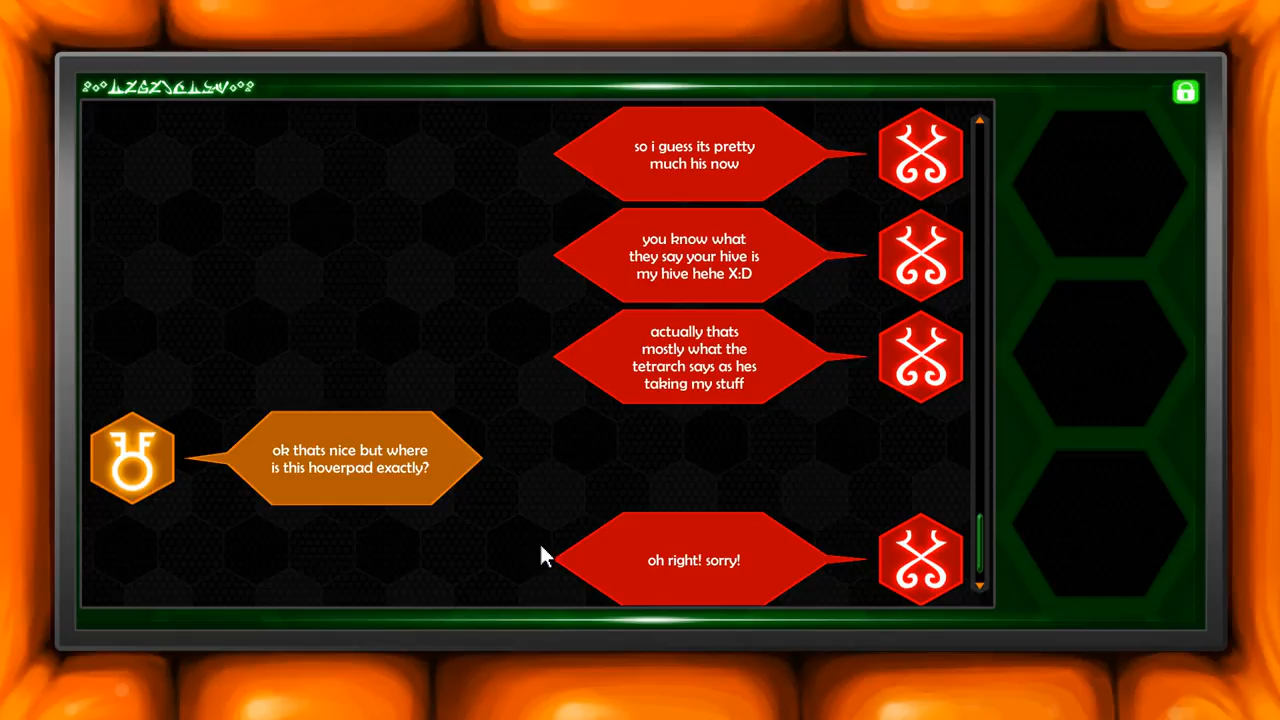 so i guess its pretty
much his now
you know what
they say your hive is
my hive hehe X:D
actually thats
mostly what the
tetrarch says as hes
taking my stuff
ok thats nice but where
is this hoverpad exactly?
oh right! sorry!